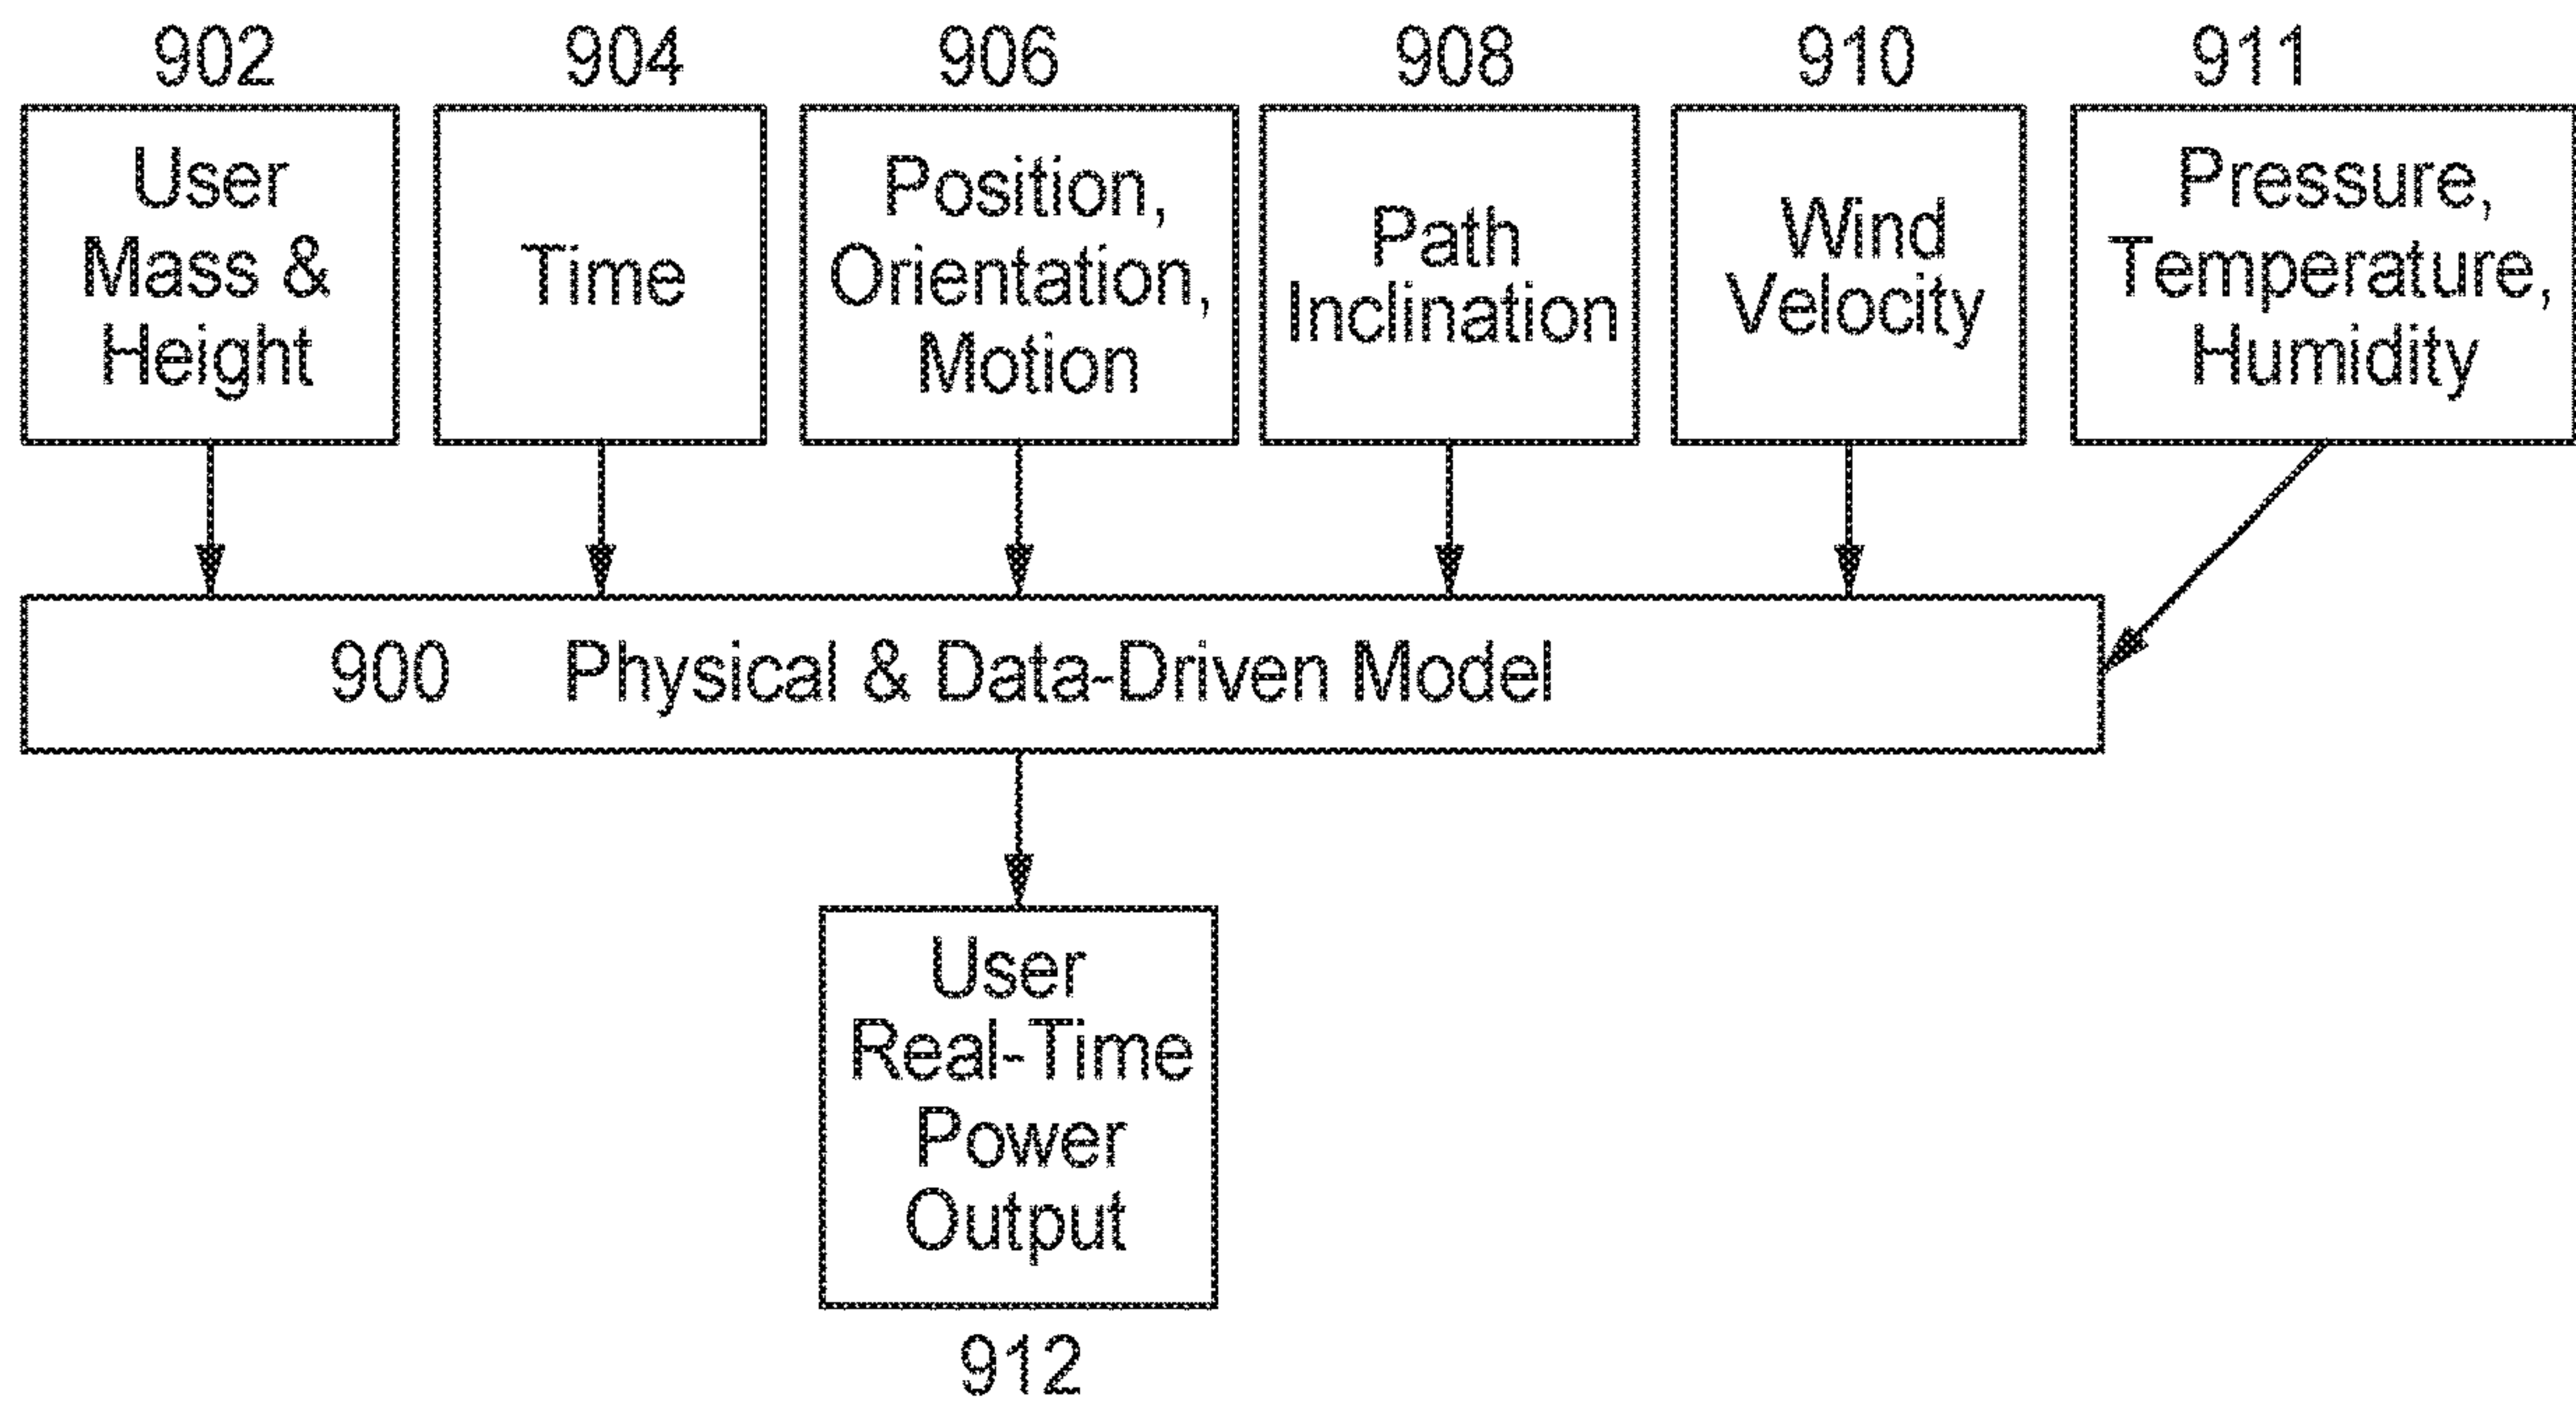 902
904
906
908
910
911
User
Mass &
Height
Time
Position,
Orientation,
Motion
Path
Inclination
Wind
Velocity
Pressure,
Temperature,
Humidity
900 Physical & Data-Driven Model
User
Real-Time
Power
Output
912